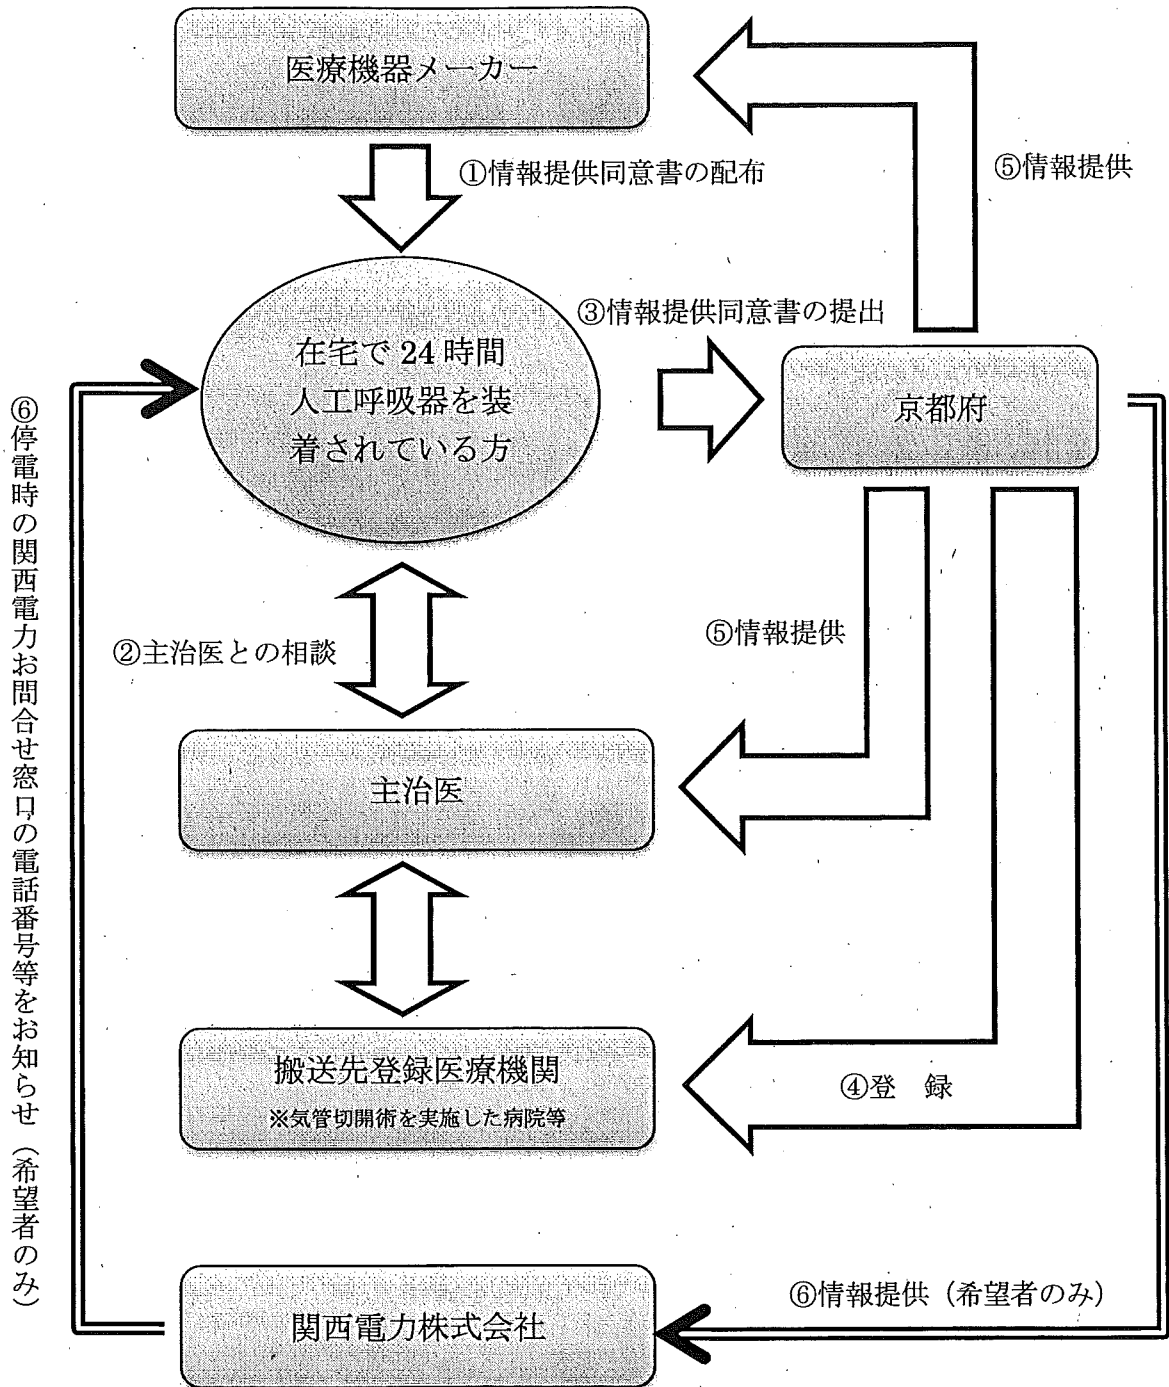 医療機器メーカー
①情報提供同意書の配布
⑤情報提供
③情報提供同意書の提出
在宅で 24 時間
人工呼吸器を装
着されている方
京都府
⑥停電時の関西電力お問合せ窓口の電話番号等をお知らせ（希望者のみ）
②主治医との相談
⑤情報提供
主治医
搬送先登録医療機関
※気管切開術を実施した病院等
④登　録
⑥情報提供（希望者のみ）
関西電力株式会社